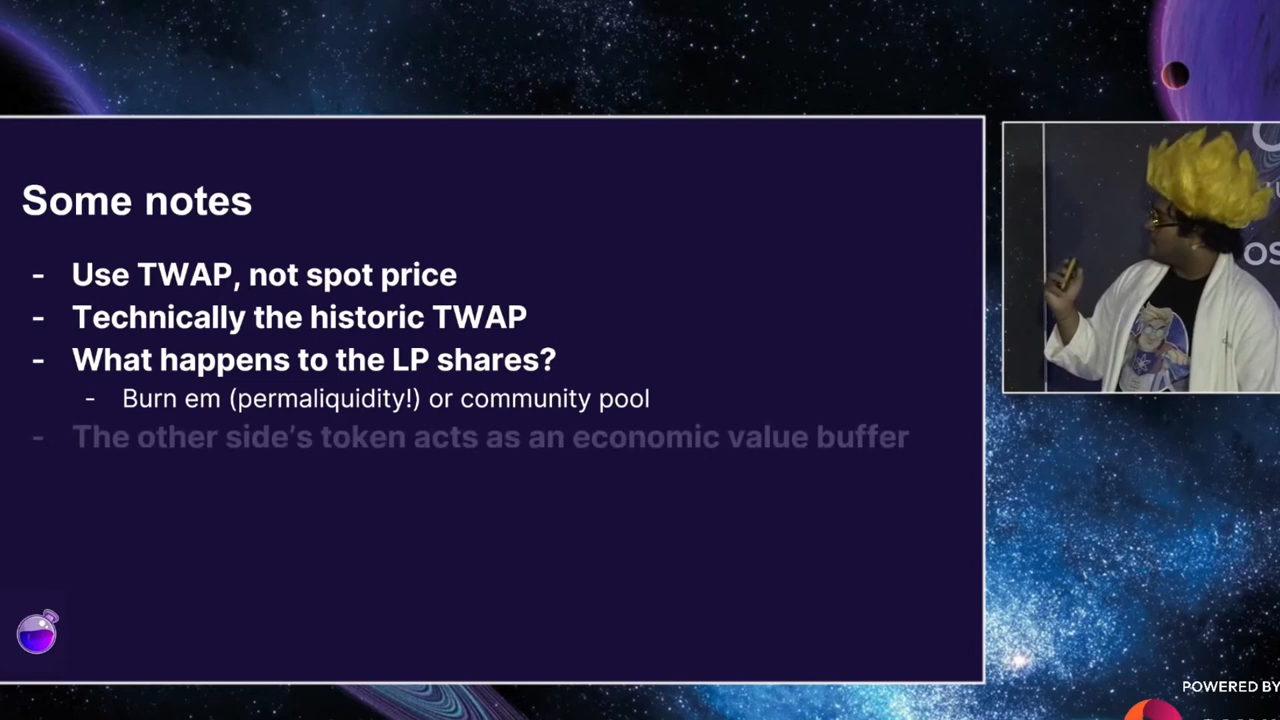 Some notes
- Use TWAP, not spot price
- Technically the historic TWAP
- What happens to the LP shares?
- Burn em (permaliquidity!) or community pool
- The other side's token acts as an economic value buffer
OS
POWERED BY